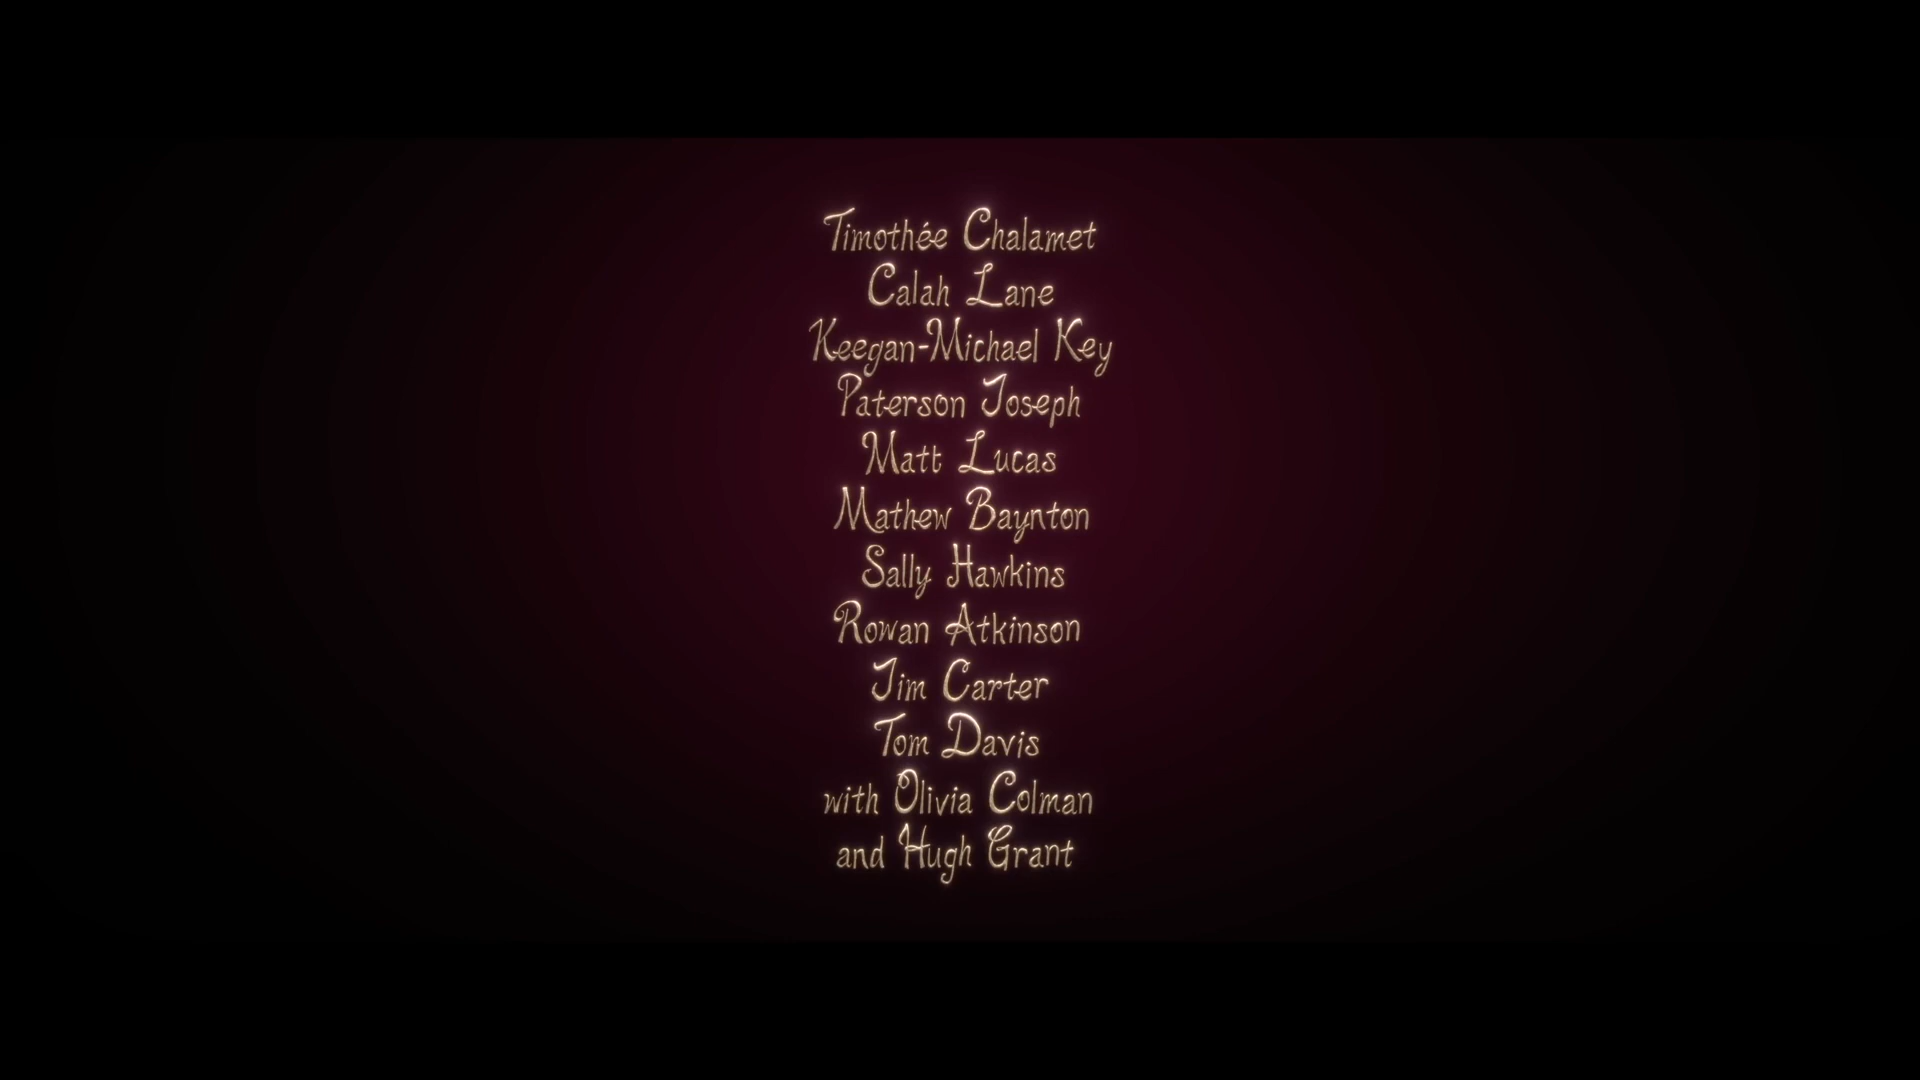 Timothée Chalamet
Calah Lane
Keegan-Michael Key
Paterson Joseph
Matt Lucas
Mathew Baynton
Sally Hawkins
Rowan Atkinson
Jim Carter
Tom Davis
with Olivia Colman
and Hugh Grant